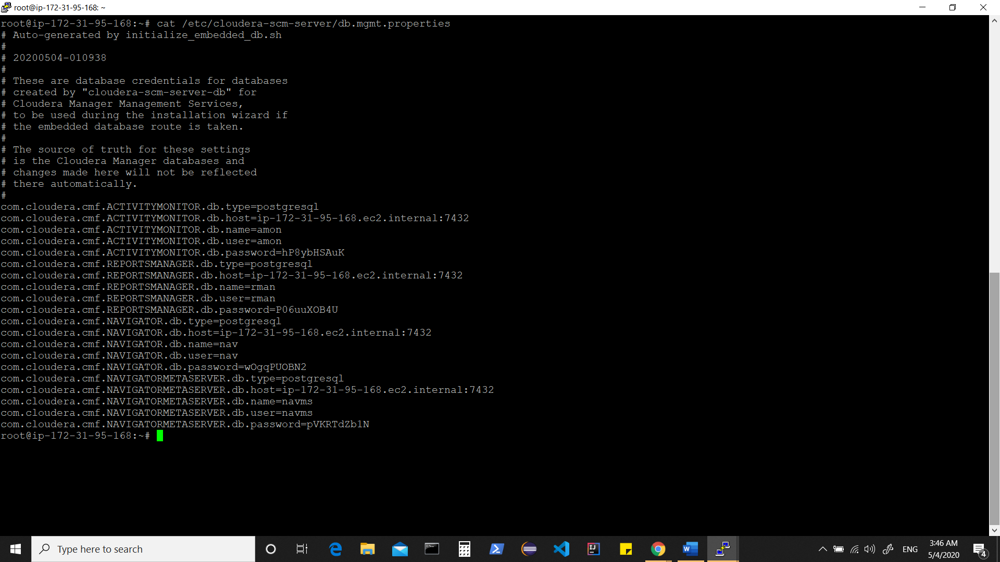 root@ip-172-31-95-168: ~
root@ip-172-31-95-168:~# cat /etc/cloudera-scm-server/db.mgmt.properties
# Auto-generated by initialize_embedded_db.sh
#
# 20200504-010938
#
# These are database credentials for databases
# created by "cloudera-scm-server-db" for
# Cloudera Manager Management Services,
# to be used during the installation wizard if
# the embedded database route is taken.
#
# The source of truth for these settings
# is the Cloudera Manager databases and
# changes made here will not be reflected
# there automatically.
#
com.cloudera.cmf.ACTIVITYMONITOR.db.type=postgresql
com.cloudera.cmf.ACTIVITYMONITOR.db.host=ip-172-31-95-168.ec2.internal:7432
com.cloudera.cmf.ACTIVITYMONITOR.db.name=amon
com.cloudera.cmf.ACTIVITYMONITOR.db.user=amon
com.cloudera.cmf.ACTIVITYMONITOR.db.password=hP8ybHSAuK
com.cloudera.cmf.REPORTSMANAGER.db.type=postgresql
com.cloudera.cmf.REPORTSMANAGER.db.host=ip-172-31-95-168.ec2.internal:7432
com.cloudera.cmf.REPORTSMANAGER.db.name=rman
com.cloudera.cmf.REPORTSMANAGER.db.user=rman
com.cloudera.cmf.REPORTSMANAGER.db.password=P06uuXOB4U
com.cloudera.cmf.NAVIGATOR.db.type=postgresql
com.cloudera.cmf.NAVIGATOR.db.host=ip-172-31-95-168.ec2.internal:7432
com.cloudera.cmf.NAVIGATOR.db.name=nav
com.cloudera.cmf.NAVIGATOR.db.user=nav
com.cloudera.cmf.NAVIGATOR.db.password=wOgqPUOBN2
com.cloudera.cmf.NAVIGATORMETASERVER.db.type=postgresql
com.cloudera.cmf.NAVIGATORMETASERVER.db.host=ip-172-31-95-168.ec2.internal:7432
com.cloudera.cmf.NAVIGATORMETASERVER.db.name=navms
com.cloudera.cmf.NAVIGATORMETASERVER.db.user=navms
com.cloudera.cmf.NAVIGATORMETASERVER.db.password=pVKRTdZb1N
root@ip-172-31-95-168:~#
Type here to search
ENG
3:46 AM
5/4/2020
4